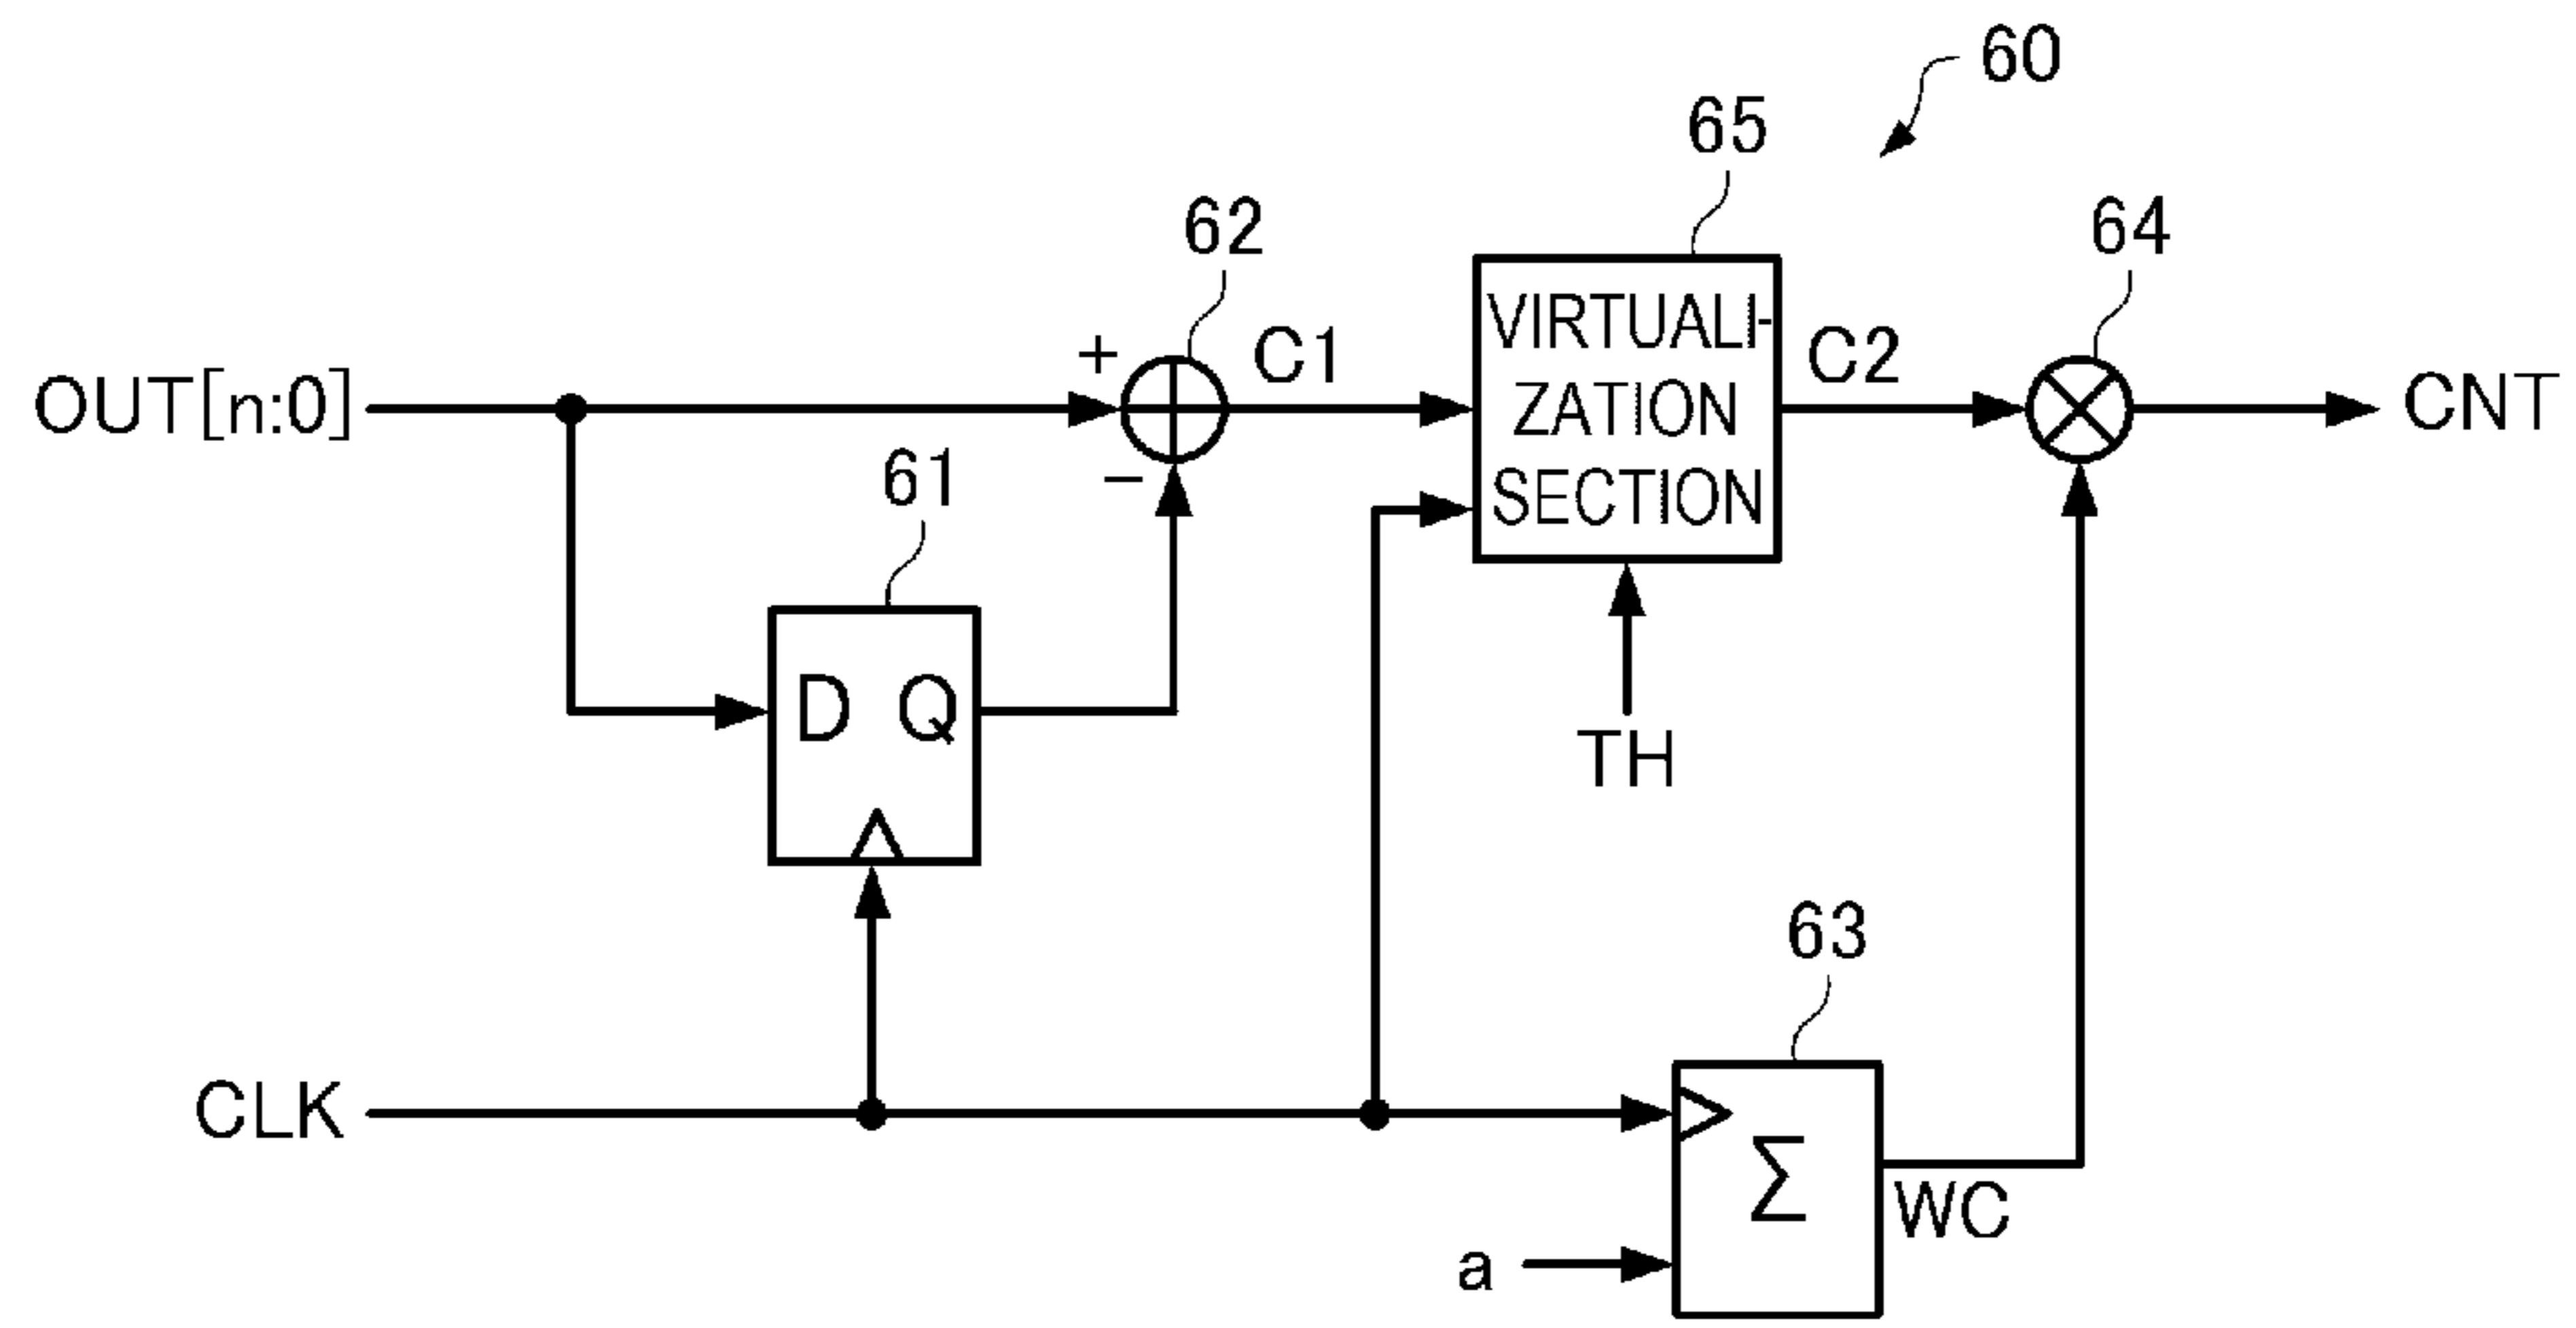 60
65
62
64
+
C1
VIRTUALI-
ZATION
SECTION
C2
OUT[n:0]
CNT
61
−
D Q
TH
63
CLK
Σ
WC
a